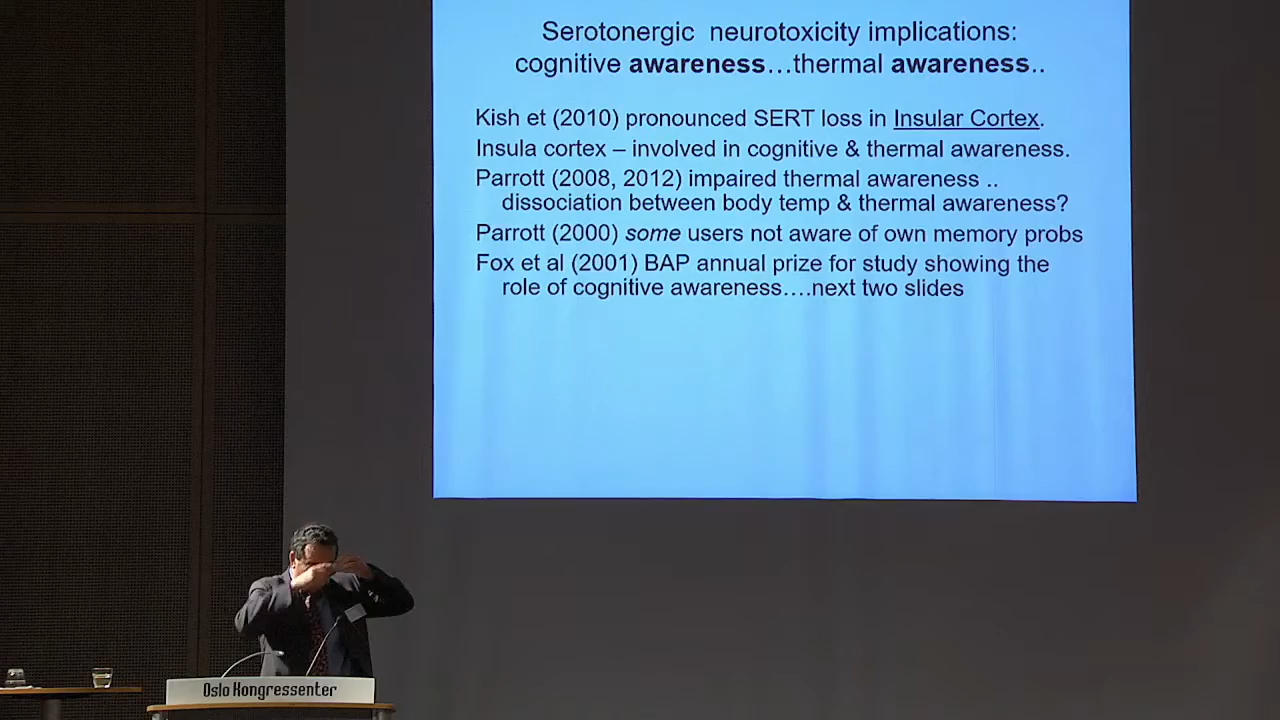 Serotonergic neurotoxicity implications:
cognitive awareness…thermal awareness..
Kish et (2010) pronounced SERT loss in Insular Cortex.
Insula cortex – involved in cognitive & thermal awareness.
Parrott (2008, 2012) impaired thermal awareness ..
dissociation between body temp & thermal awareness?
Parrott (2000) some users not aware of own memory probs
Fox et al (2001) BAP annual prize for study showing the
role of cognitive awareness….next two slides
Oslo Kongressenter